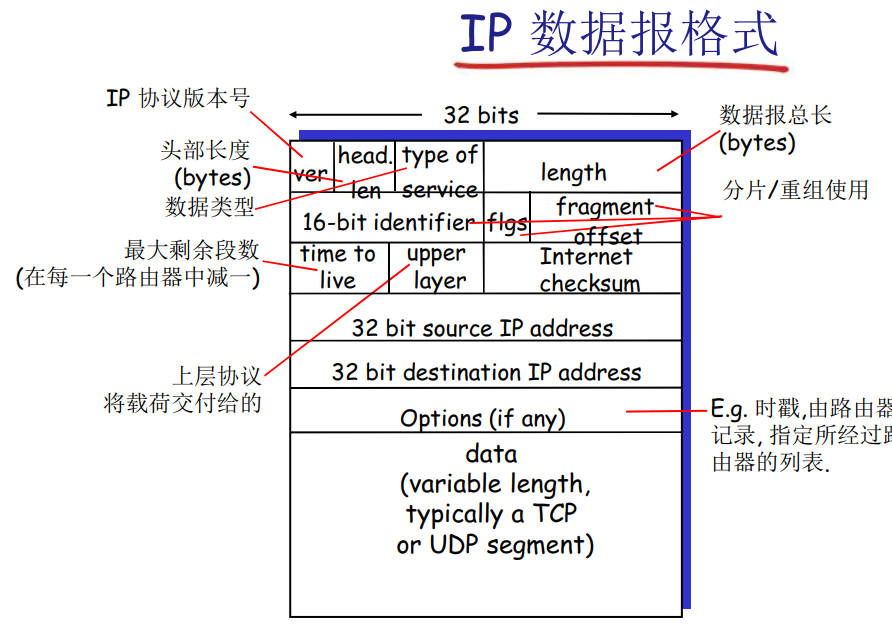 IP 数据报格式
IP 协议版本号
32 bits
数据报总长
(bytes)
头部长度
(bytes)
数据类型
ver
head.
len
type of
service
length
分片/重组使用
16-bit identifier
flgs
fragment
offset
最大剩余段数
(在每一个路由器中减一)
time to
live
upper
layer
Internet
checksum
32 bit source IP address
上层协议
将载荷交付给的
32 bit destination IP address
Options (if any)
E.g. 时戳,由路由器
记录, 指定所经过路
由器的列表.
data
(variable length,
typically a TCP
or UDP segment)